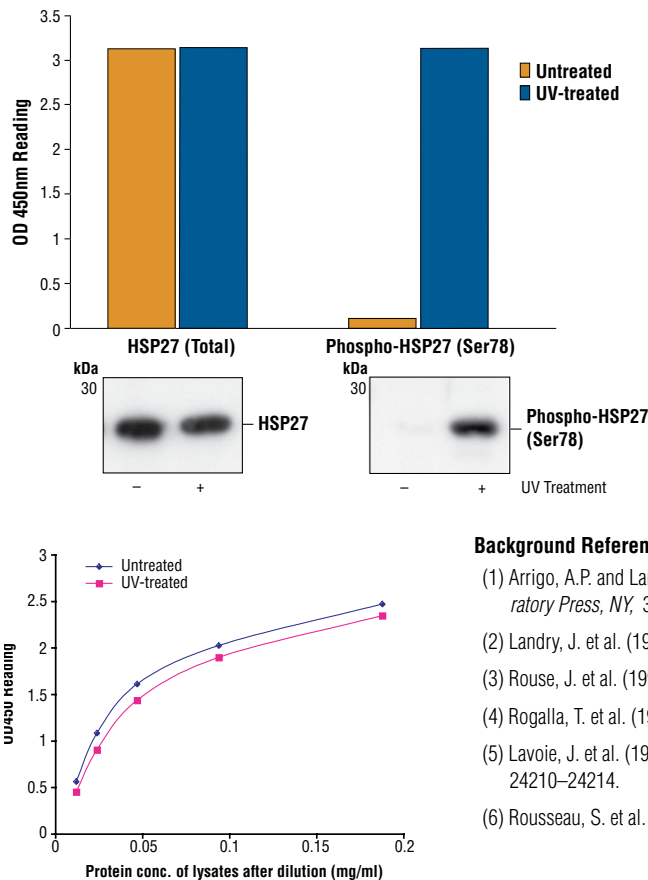 3.5
3
2.5
2
1.5
1
0.5
0
OD 450nm Reading
Untreated
UV-treated
HSP27 (Total)
Phospho-HSP27 (Ser78)
kDa
30
HSP27
– +
kDa
30
Phospho-HSP27
(Ser78)
– + UV Treatment
3
2.5
2
1.5
1
0.5
0
OD450 Reading
Untreated
UV-treated
0 0.05 0.1 0.15 0.2
Protein conc. of lysates after dilution (mg/ml)
Background Referen
(1) Arrigo, A.P. and Lan
ratory Press, NY, 3
(2) Landry, J. et al. (19
(3) Rouse, J. et al. (199
(4) Rogalla, T. et al. (19
(5) Lavoie, J. et al. (19
24210–24214.
(6) Rousseau, S. et al.